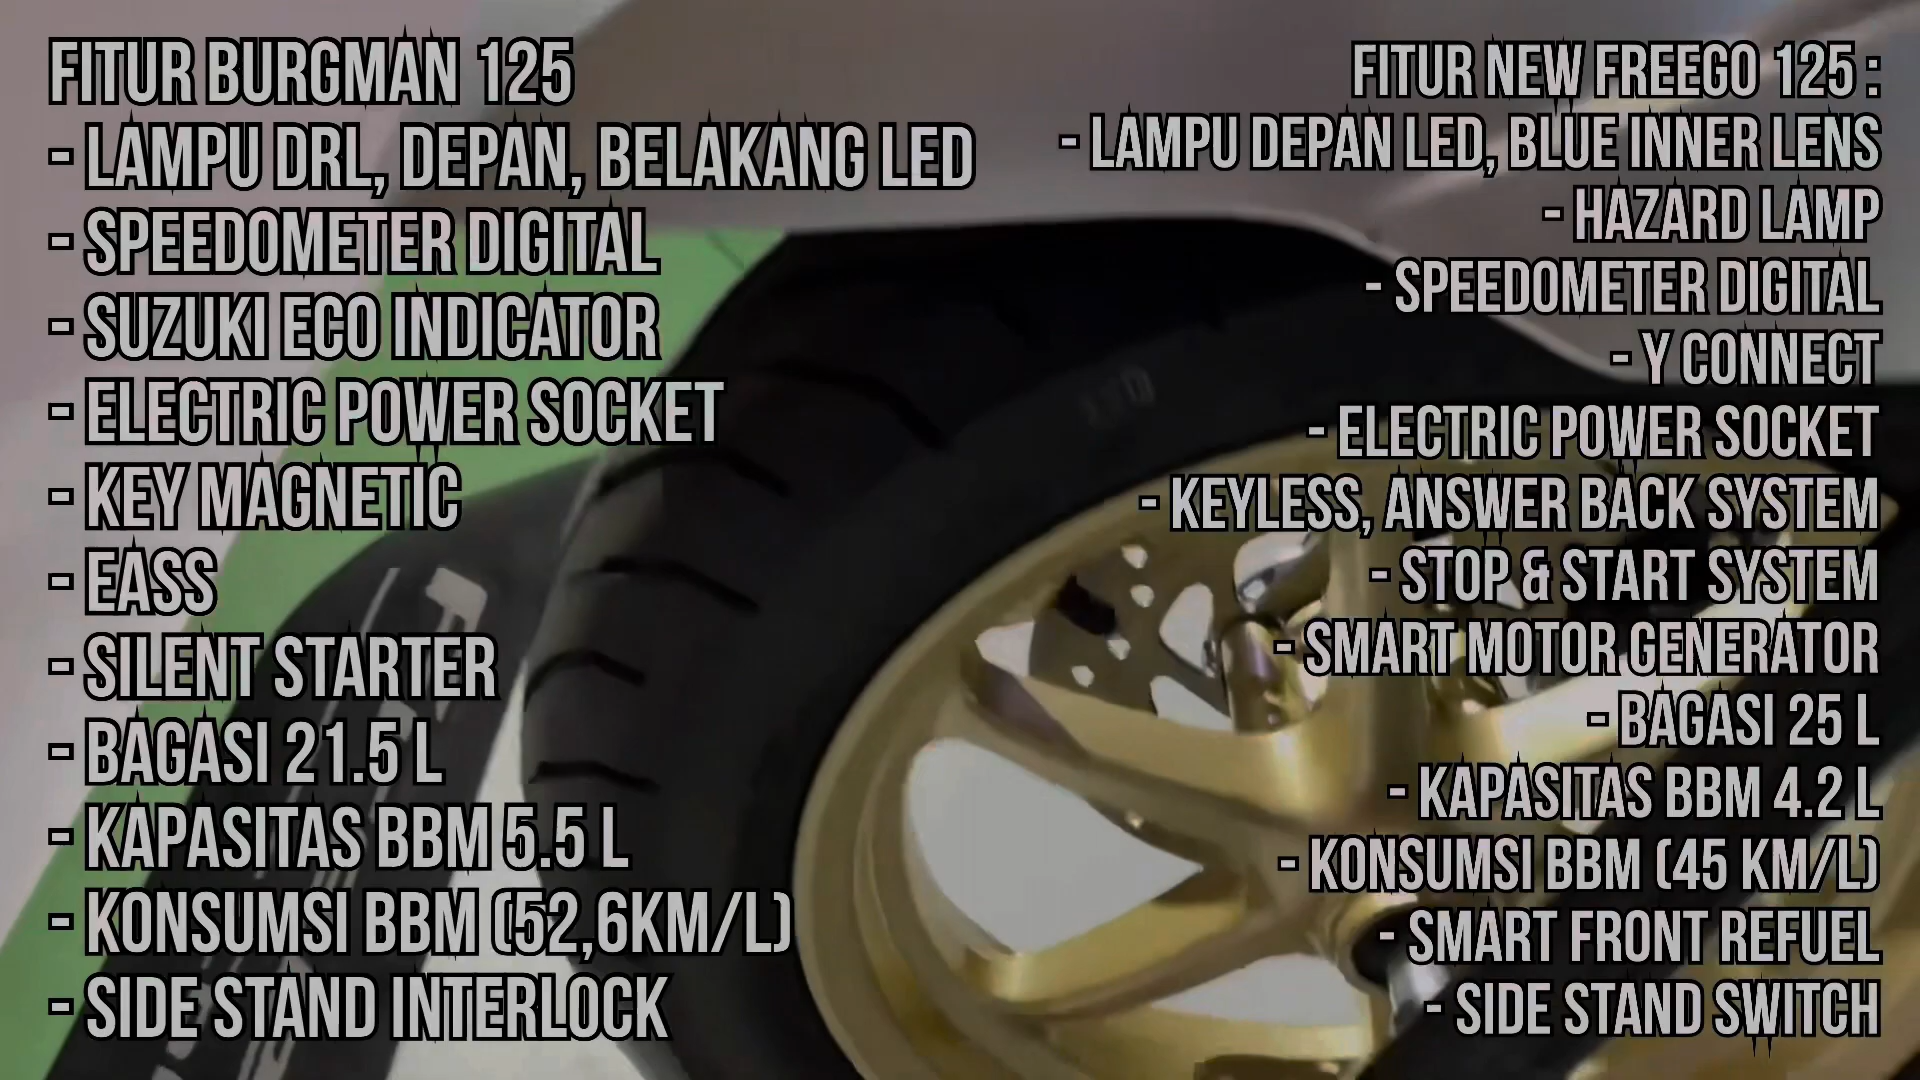 FITUR BURGMAN 125
- LAMPU DRL, DEPAN, BELAKANG LED
- SPEEDOMETER DIGITAL
- SUZUKI ECO INDICATOR
- ELECTRIC POWER SOCKET
- KEY MAGNETIC
- EASS
- SILENT STARTER
- BAGASI 21.5 L
- KAPASITAS BBM 5.5 L
- KONSUMSI BBM (52,6KM/L)
- SIDE STAND INTERLOCK
FITUR NEW FREEGO 125 :
- LAMPU DEPAN LED, BLUE INNER LENS
- HAZARD LAMP
- SPEEDOMETER DIGITAL
- Y CONNECT
- ELECTRIC POWER SOCKET
- KEYLESS, ANSWER BACK SYSTEM
- STOP & START SYSTEM
- SMART MOTOR GENERATOR
- BAGASI 25 L
- KAPASITAS BBM 4.2 L
- KONSUMSI BBM (45 KM/L)
- SMART FRONT REFUEL
- SIDE STAND SWITCH